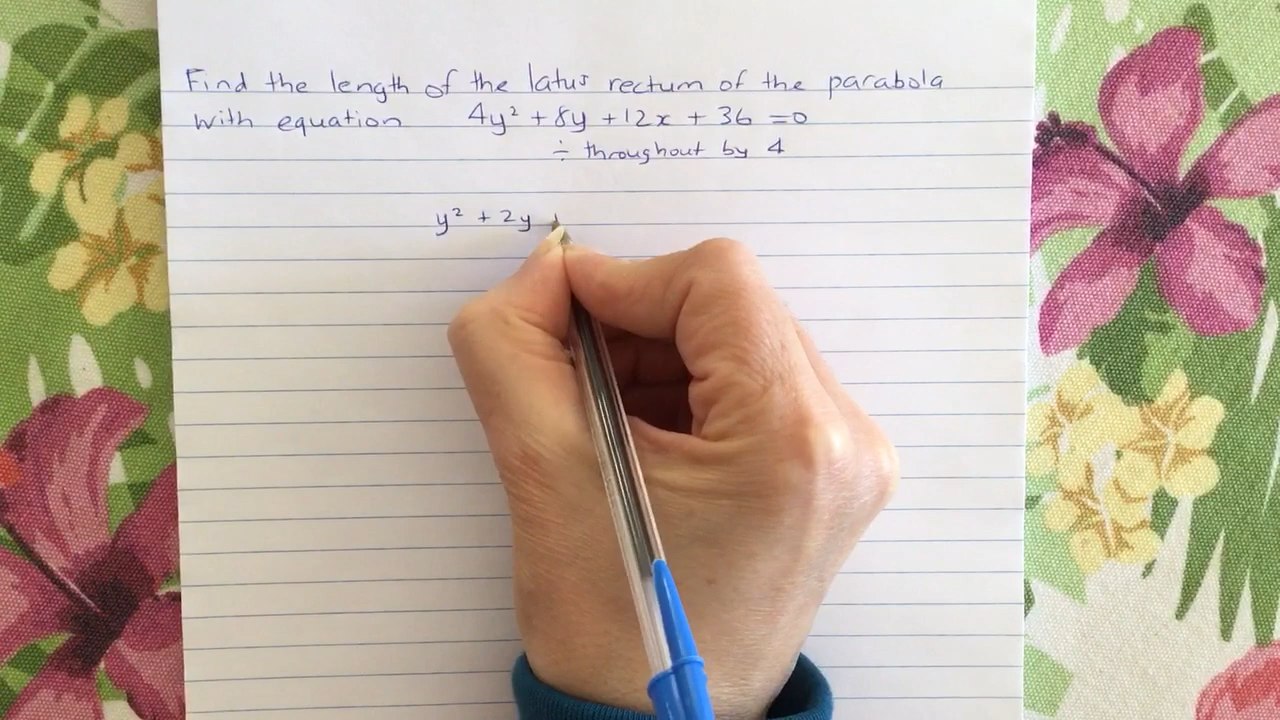 Find the length of the latus rectum of the parabola
with equation 4y² + 8y + 12x + 36 = 0
÷ throughout by 4
y² + 2y +